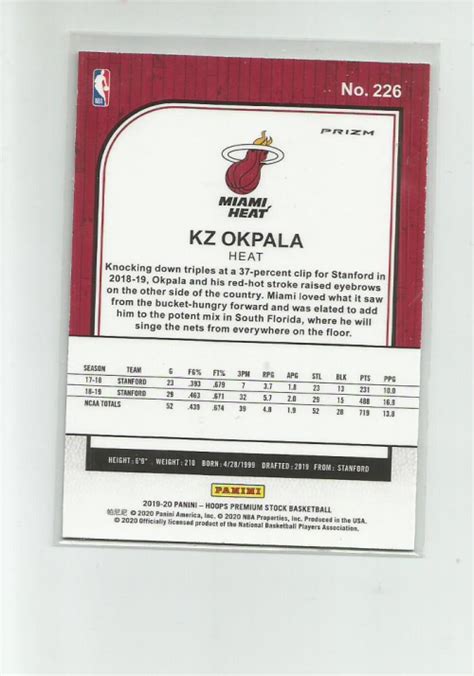 NBA
No. 226
PRIZM
MIAMI
HEAT
KZ OKPALA
HEAT
Knocking down triples at a 37-percent clip for Stanford in
2018-19, Okpala and his red-hot stroke raised eyebrows
on the other side of the country. Miami loved what it saw
from the bucket-hungry forward and was elated to add
him to the potent mix in South Florida, where he will
singe the nets from everywhere on the floor.
SEASON TEAM G FG% FT% 3PM RPG APG STL BLK PTS PPG
17-18 STANFORD 23 .393 .679 7 3.7 1.8 23 13 231 10.0
18-19 STANFORD 29 .463 .671 32 5.7 2.0 29 15 488 16.8
NCAA TOTALS 52 .439 .674 39 4.8 1.9 52 28 719 13.8
HEIGHT: 6'9" WEIGHT: 210 BORN: 4/28/1999 DRAFTED: 2019 FROM: STANFORD
PANINI
2019-20 PANINI – HOOPS PREMIUM STOCK BASKETBALL
帕尼尼 © 2020 Panini America, Inc. © 2020 NBA Properties, Inc. Produced in the USA.
© 2020 Officially licensed product of the National Basketball Players Association.